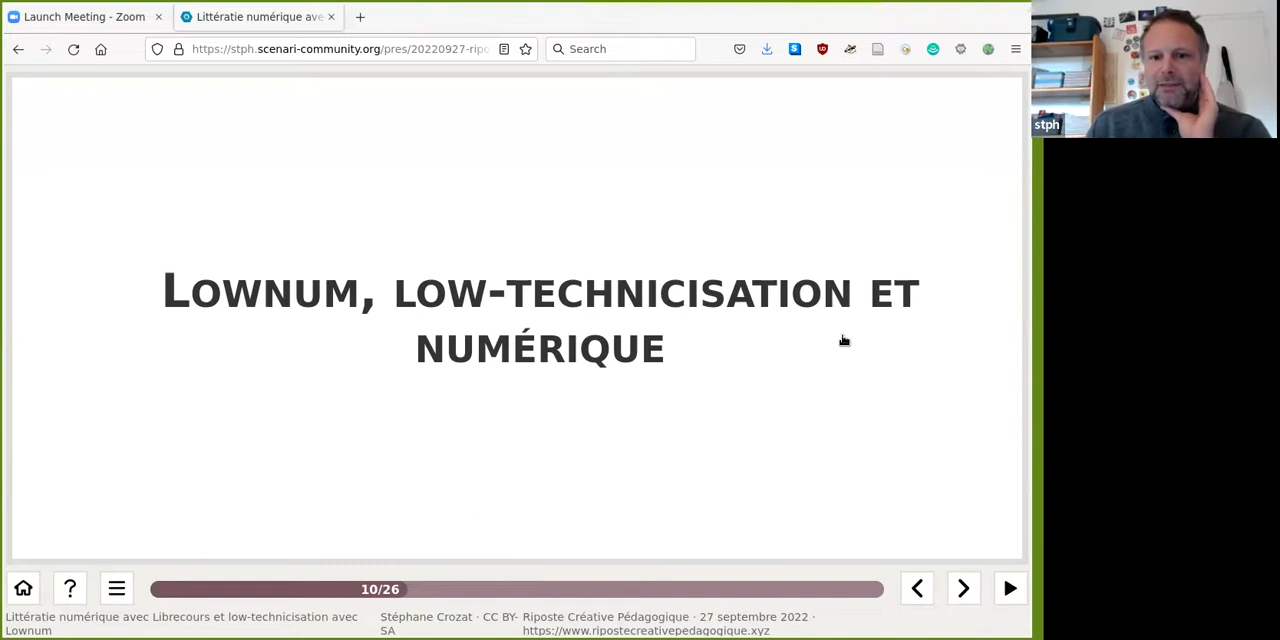 Launch Meeting - Zoom
Littératie numérique ave
https://stph.scenari-community.org/pres/20220927-ripo
Search
stph
Lownum, low-technicisation et
numérique
10/26
Littératie numérique avec Librecours et low-technicisation avec
Lownum
Stéphane Crozat · CC BY-
SA
Riposte Créative Pédagogique · 27 septembre 2022 ·
https://www.ripostecreativepedagogique.xyz